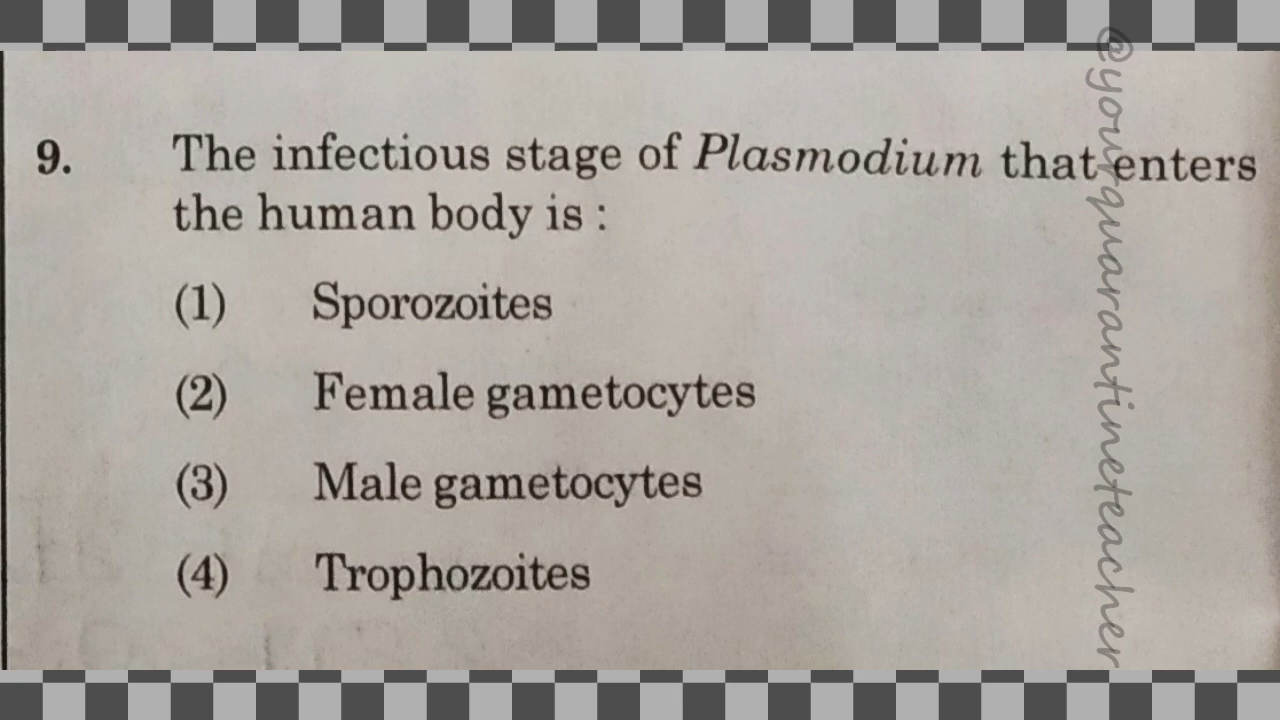 9. The infectious stage of Plasmodium that enters
the human body is :
(1) Sporozoites
(2) Female gametocytes
(3) Male gametocytes
(4) Trophozoites
@yourquarantineteacher